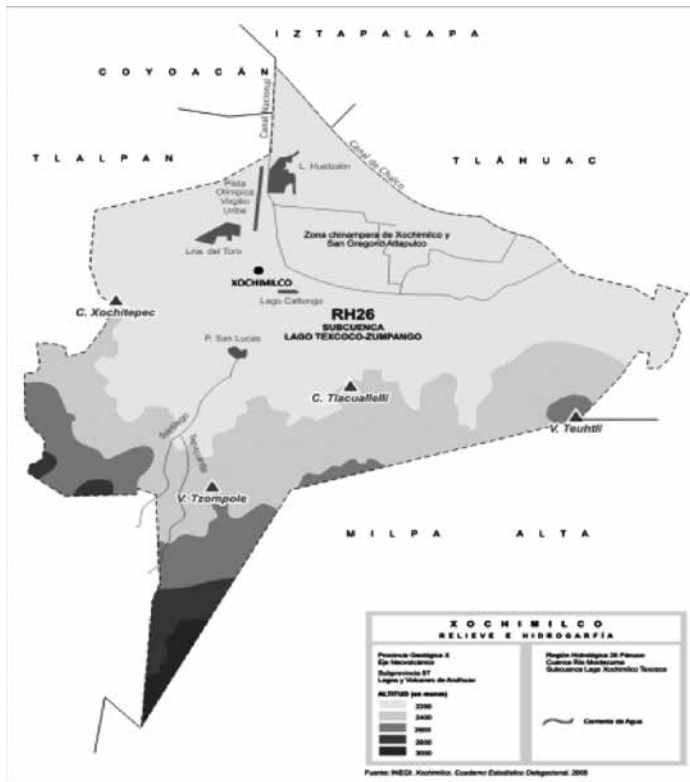 IZTAPALAPA
COYOACÁN
Canal Nacional
TLALPAN
Canal de Chalco
TLÁHUAC
L. Huetzalin
Pista
Olímpica
Virgilio
Uribe
Zona chinampera de Xochimilco y
San Gregorio Atlapulco
Lna. del Toro
XOCHIMILCO
Lago Caltongo
C. Xochitepec
RH26
SUBCUENCA
LAGO TEXCOCO-ZUMPANGO
P. San Lucas
C. Tlacuallelli
Santiago
V. Teuhtli
V. Tzompole
MILPA ALTA
XOCHIMILCO
RELIEVE E HIDROGARFÍA
Provincia Geológica X
Eje Neovolcánico
Subprovincia 57
Lagos y Volcanes de Anáhuac
ALTITUD (en msnm)
2250
2400
2600
2800
3000
Región Hidrológica 26 Pánuco
Cuenca Río Moctezuma
Subcuenca Lago Xochimilco Texcoco
Corriente de Agua
Fuente: INEGI. Xochimilco. Cuaderno Estadístico Delegacional, 2005